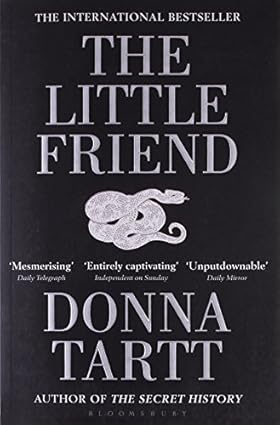 THE INTERNATIONAL BESTSELLER
THE
LITTLE
FRIEND
‘Mesmerising’ ‘Entirely captivating’ ‘Unputdownable’
Daily Telegraph Independent on Sunday Daily Mirror
DONNA
TARTT
AUTHOR OF THE SECRET HISTORY
BLOOMSBURY